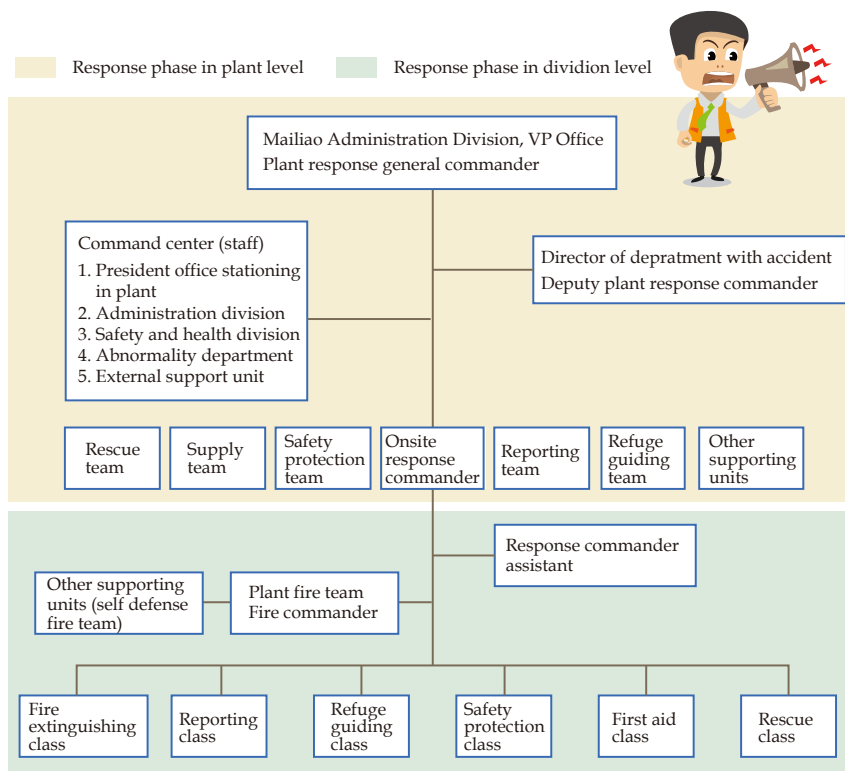 Response phase in plant level
Response phase in dividion level
Mailiao Administration Division, VP Office
Plant response general commander
Command center (staff)
1. President office stationing
in plant
2. Administration division
3. Safety and health division
4. Abnormality department
5. External support unit
Director of depratment with accident
Deputy plant response commander
Rescue
team
Supply
team
Safety
protection
team
Onsite
response
commander
Reporting
team
Refuge
guiding
team
Other
supporting
units
Response commander
assistant
Other supporting
units (self defense
fire team)
Plant fire team
Fire commander
Fire
extinguishing
class
Reporting
class
Refuge
guiding
class
Safety
protection
class
First aid
class
Rescue
class